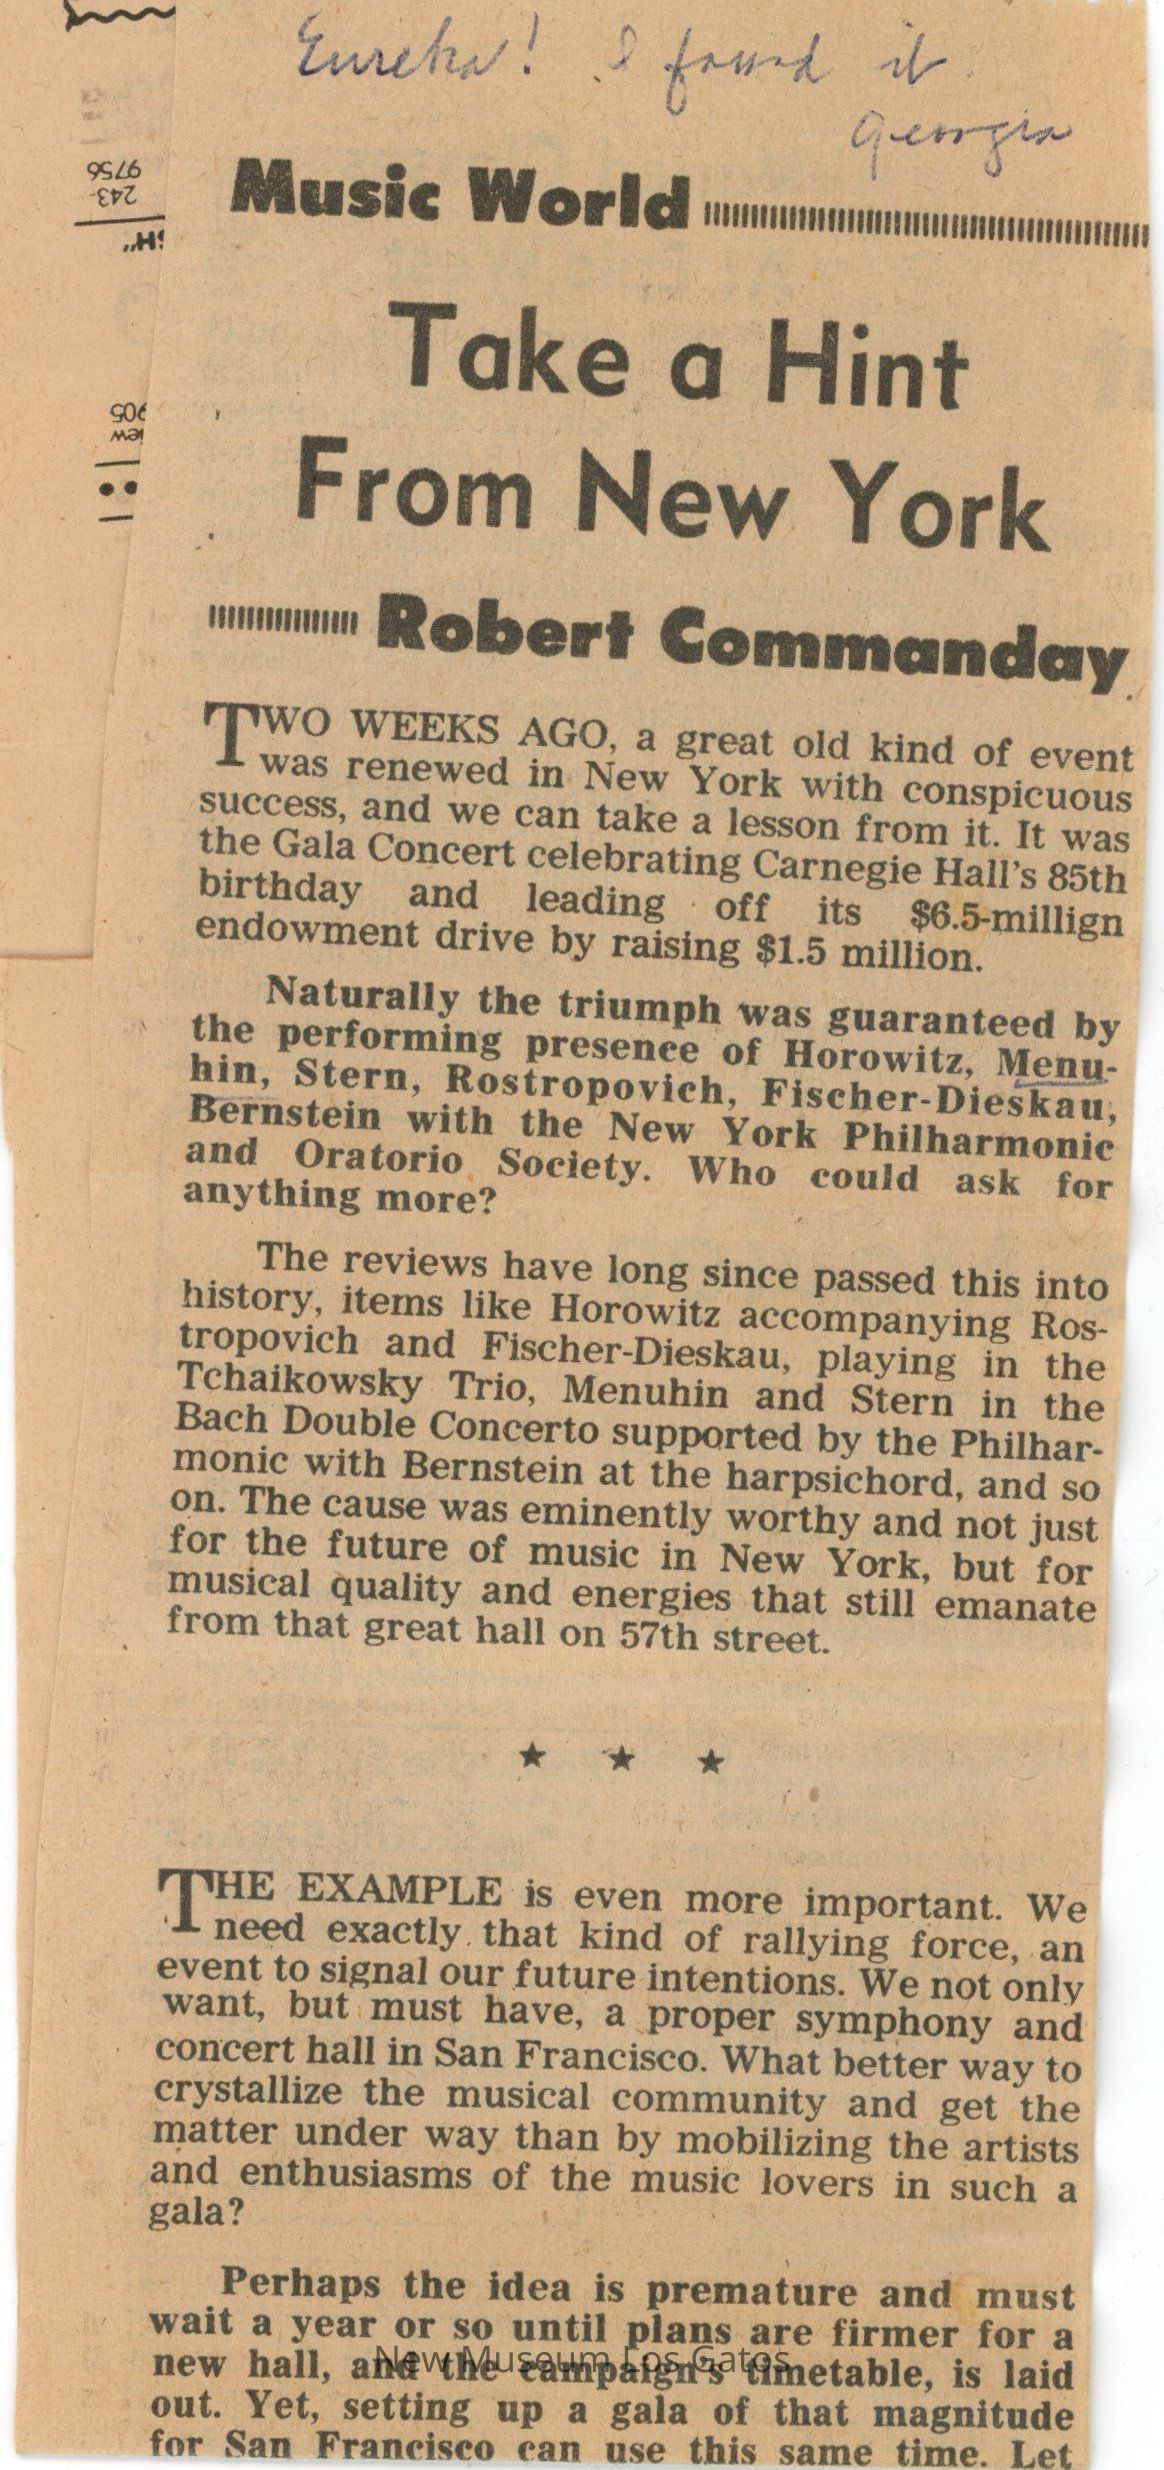 Eureka! I found it.
Georgia
9756
243-
905
Music World
Take a Hint
From New York
Robert Commanday
TWO WEEKS AGO, a great old kind of event
was renewed in New York with conspicuous
success, and we can take a lesson from it. It was
the Gala Concert celebrating Carnegie Hall's 85th
birthday and leading off its $6.5-millign
endowment drive by raising $1.5 million.
Naturally the triumph was guaranteed by
the performing presence of Horowitz, Menu-
hin, Stern, Rostropovich, Fischer-Dieskau,
Bernstein with the New York Philharmonic
and Oratorio Society. Who could ask for
anything more?
The reviews have long since passed this into
history, items like Horowitz accompanying Ros-
tropovich and Fischer-Dieskau, playing in the
Tchaikowsky Trio, Menuhin and Stern in the
Bach Double Concerto supported by the Philhar-
monic with Bernstein at the harpsichord, and so
on. The cause was eminently worthy and not just
for the future of music in New York, but for
musical quality and energies that still emanate
from that great hall on 57th street.
★ ★ ★
THE EXAMPLE is even more important. We
need exactly that kind of rallying force, an
event to signal our future intentions. We not only
want, but must have, a proper symphony and
concert hall in San Francisco. What better way to
crystallize the musical community and get the
matter under way than by mobilizing the artists
and enthusiasms of the music lovers in such a
gala?
Perhaps the idea is premature and must
wait a year or so until plans are firmer for a
new hall, and the campaign's timetable, is laid
New Museum Los Gatos
out. Yet, setting up a gala of that magnitude
for San Francisco can use this same time. Let